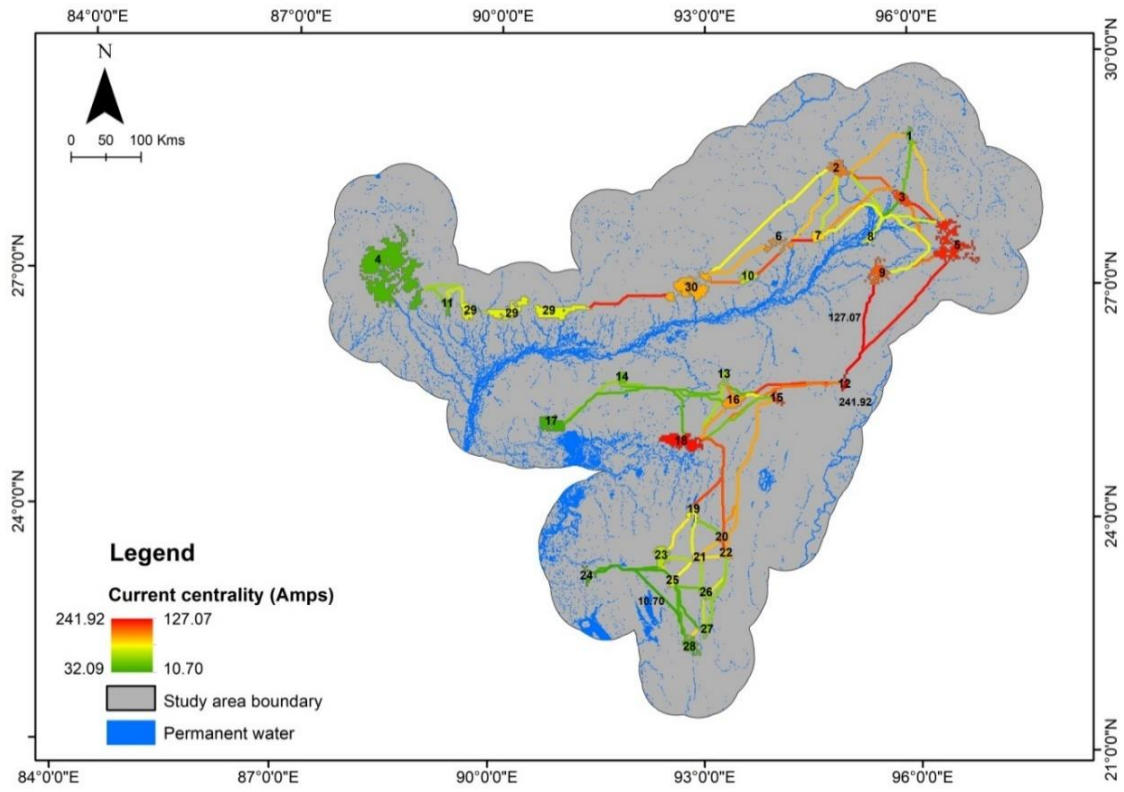 84°0'0"E 87°0'0"E 90°0'0"E 93°0'0"E 96°0'0"E
30°0'0"N
N
0 50 100 Kms
1
2
3
4
27°0'0"N
6 7 8 5
9
10
30
27°0'0"N
11 29 29 29
127.07
14 13 12
16 15
241.92
17
18
24°0'0"N
24°0'0"N
19
20
23 21 22
24 25
26
10.70
27
28
Legend
Current centrality (Amps)
241.92 127.07
32.09 10.70
Study area boundary
Permanent water
21°0'0"N
84°0'0"E 87°0'0"E 90°0'0"E 93°0'0"E 96°0'0"E